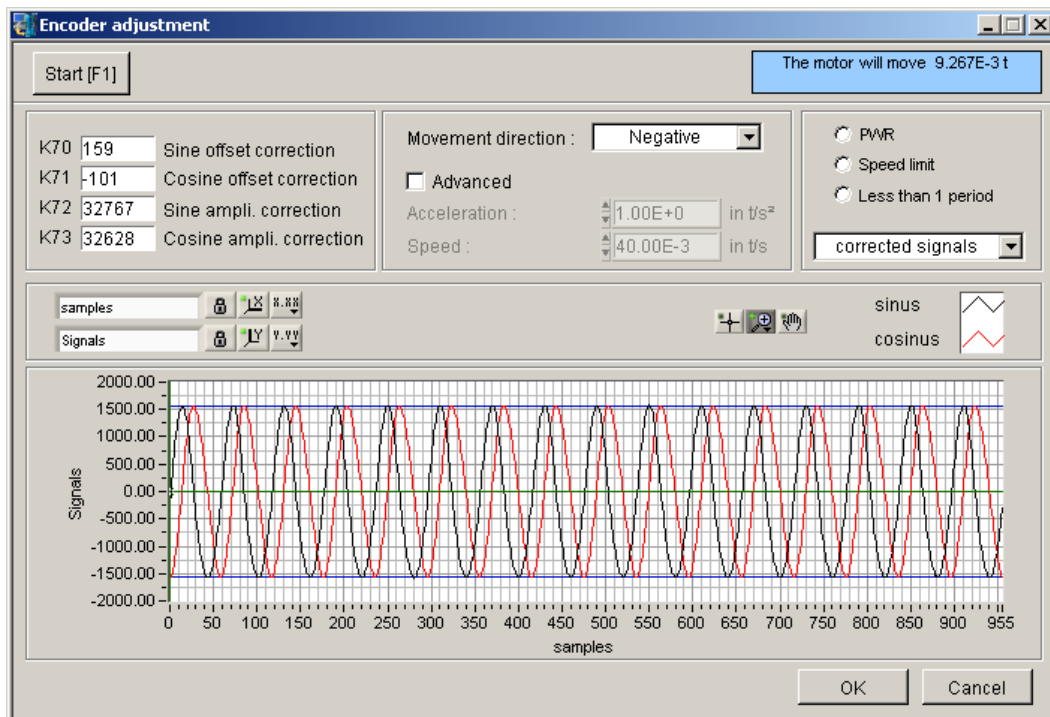 Encoder adjustment
Start [F1]
The motor will move 9.267E-3 t
K70 159 Sine offset correction
K71 -101 Cosine offset correction
K72 32767 Sine ampli. correction
K73 32628 Cosine ampli. correction
Movement direction : Negative
Advanced
Acceleration : 1.00E+0 in t/s²
Speed : 40.00E-3 in t/s
PWR
Speed limit
Less than 1 period
corrected signals
samples X X.XX
Signals Y Y.YY
sinus
cosinus
2000.00
1500.00
1000.00
500.00
0.00
-500.00
-1000.00
-1500.00
-2000.00
Signals
0 50 100 150 200 250 300 350 400 450 500 550 600 650 700 750 800 850 900 955
samples
OK Cancel